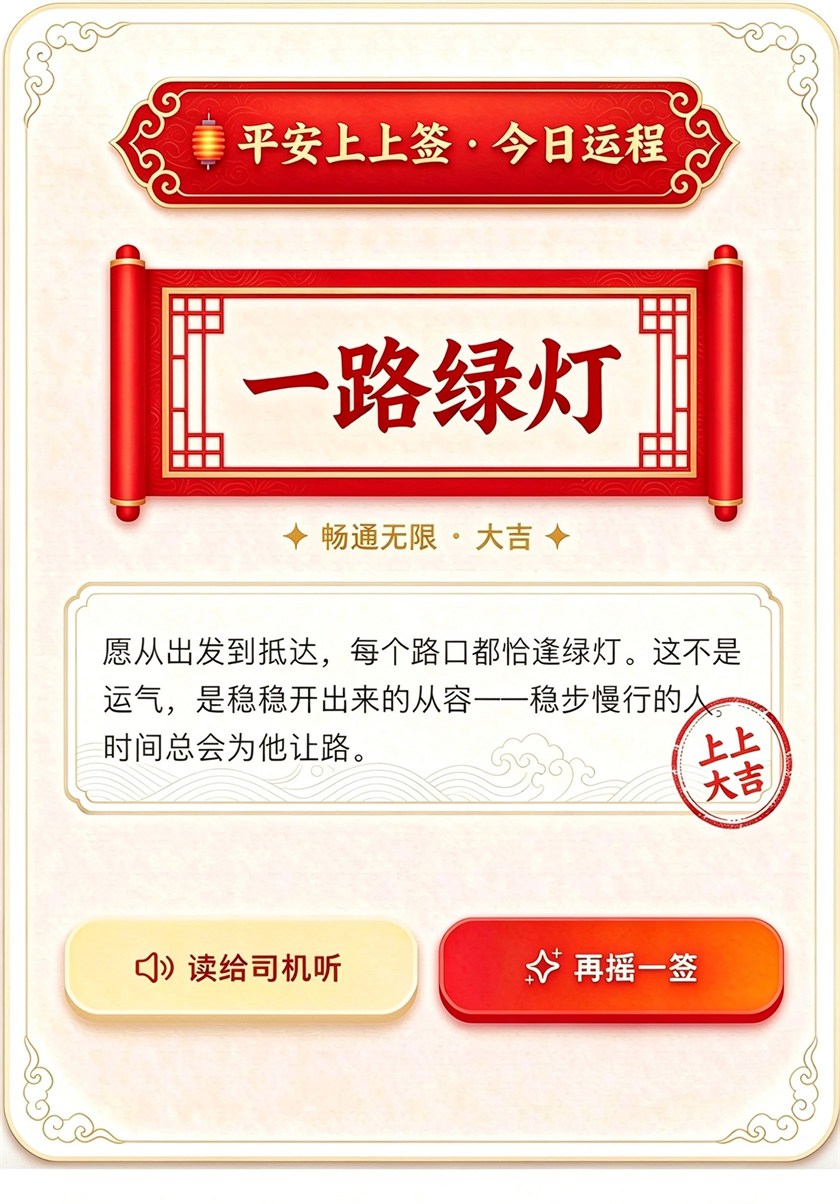 平安上上签·今日运程
一路绿灯
畅通无限·大吉
愿从出发到抵达，每个路口都恰逢绿灯。这不是
运气，是稳稳开出来的从容——稳步慢行的人，
时间总会为他让路。
上上
大吉
读给司机听
再摇一签